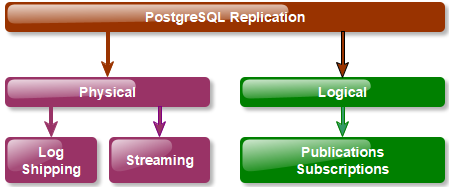 PostgreSQL Replication
Physical
Logical
Log
Shipping
Streaming
Publications
Subscriptions